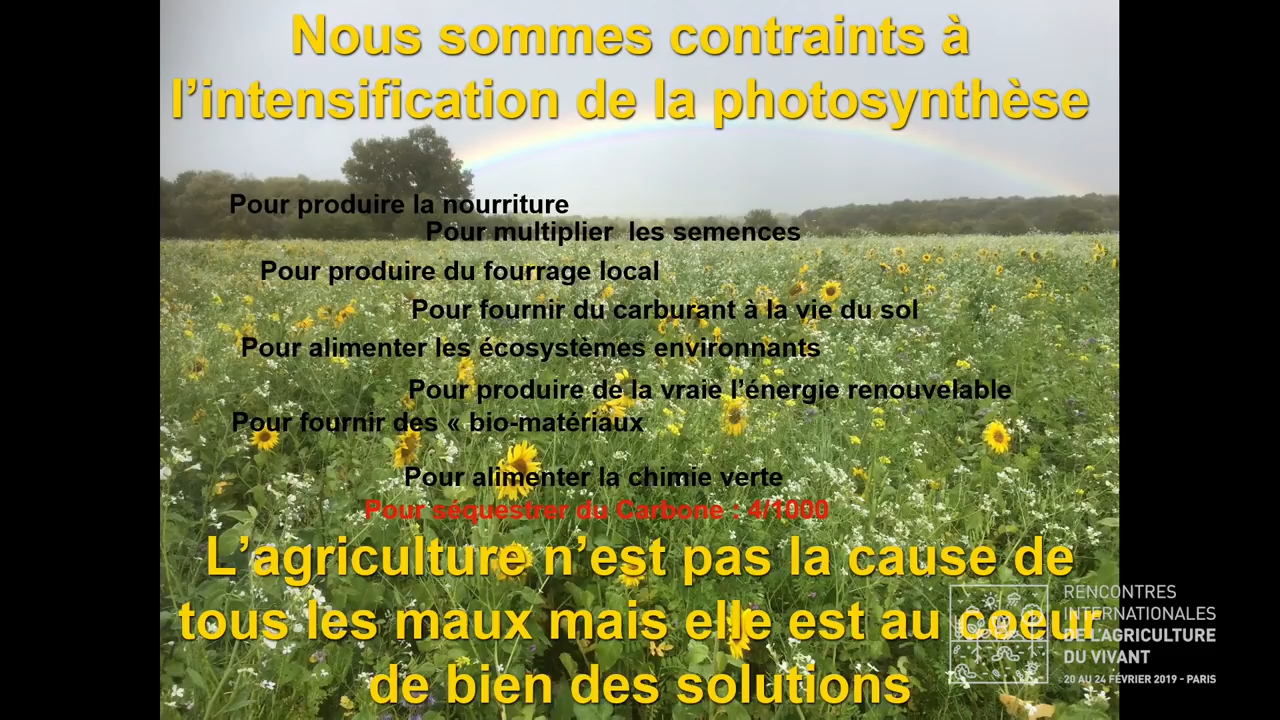 Nous sommes contraints à
l’intensification de la photosynthèse
Pour produire la nourriture
Pour multiplier les semences
Pour produire du fourrage local
Pour fournir du carburant à la vie du sol
Pour alimenter les écosystèmes environnants
Pour produire de la vraie l’énergie renouvelable
Pour fournir des « bio-matériaux
Pour alimenter la chimie verte
Pour séquestrer du Carbone : 4/1000
L’agriculture n’est pas la cause de
tous les maux mais elle est au coeur
de bien des solutions
RENCONTRES
INTERNATIONALES
DE L'AGRICULTURE
DU VIVANT
20 AU 24 FÉVRIER 2019 - PARIS